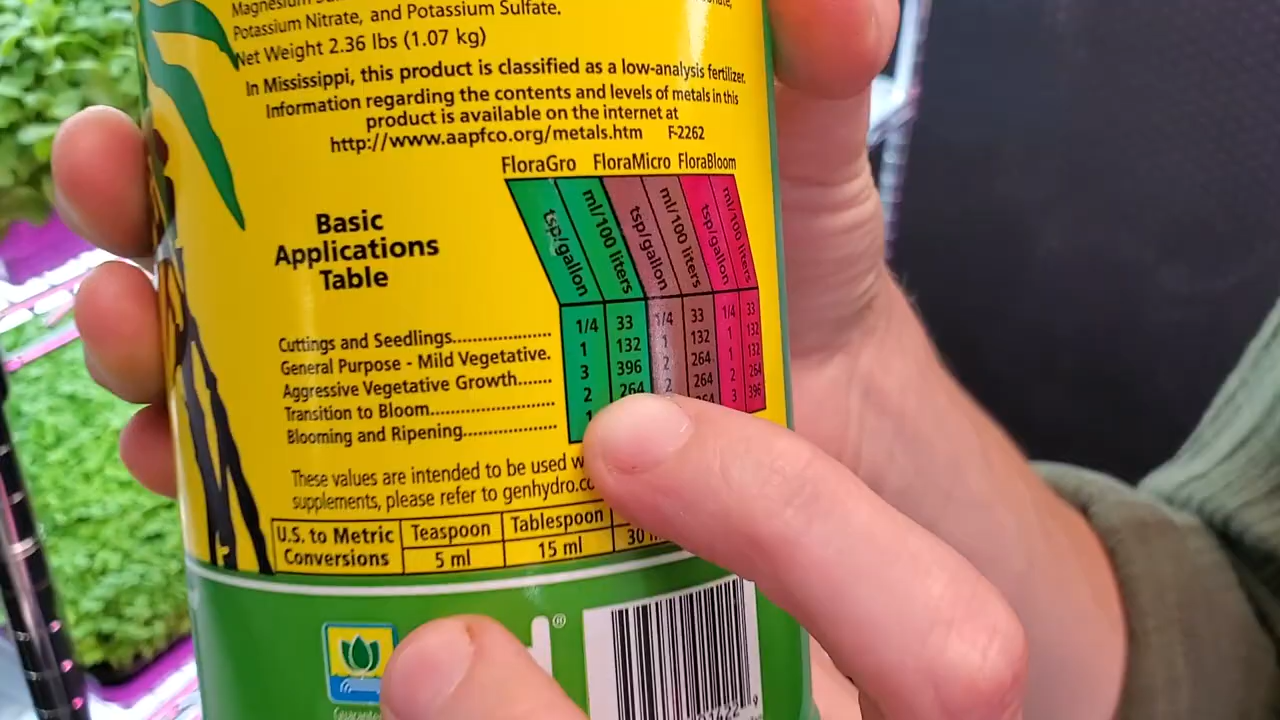 Magnesium
Potassium Nitrate, and Potassium Sulfate.
Net Weight 2.36 lbs (1.07 kg)
In Mississippi, this product is classified as a low-analysis fertilizer.
Information regarding the contents and levels of metals in this
product is available on the internet at
http://www.aapfco.org/metals.htm F-2262
FloraGro FloraMicro FloraBloom
tsp/gallon ml/100 liters tsp/gallon ml/100 liters tsp/gallon ml/100 liters
Basic
Applications
Table
Cuttings and Seedlings.................... 1/4 33 1/4 33 1/4 33
General Purpose - Mild Vegetative. 1 132 1 132 1 132
Aggressive Vegetative Growth....... 3 396 2 264 1 132
Transition to Bloom......................... 2 264 2 264 2 264
Blooming and Ripening................... 1 3 396
These values are intended to be used
supplements, please refer to
U.S. to Metric Teaspoon Tablespoon
Conversions 5 ml 15 ml 30